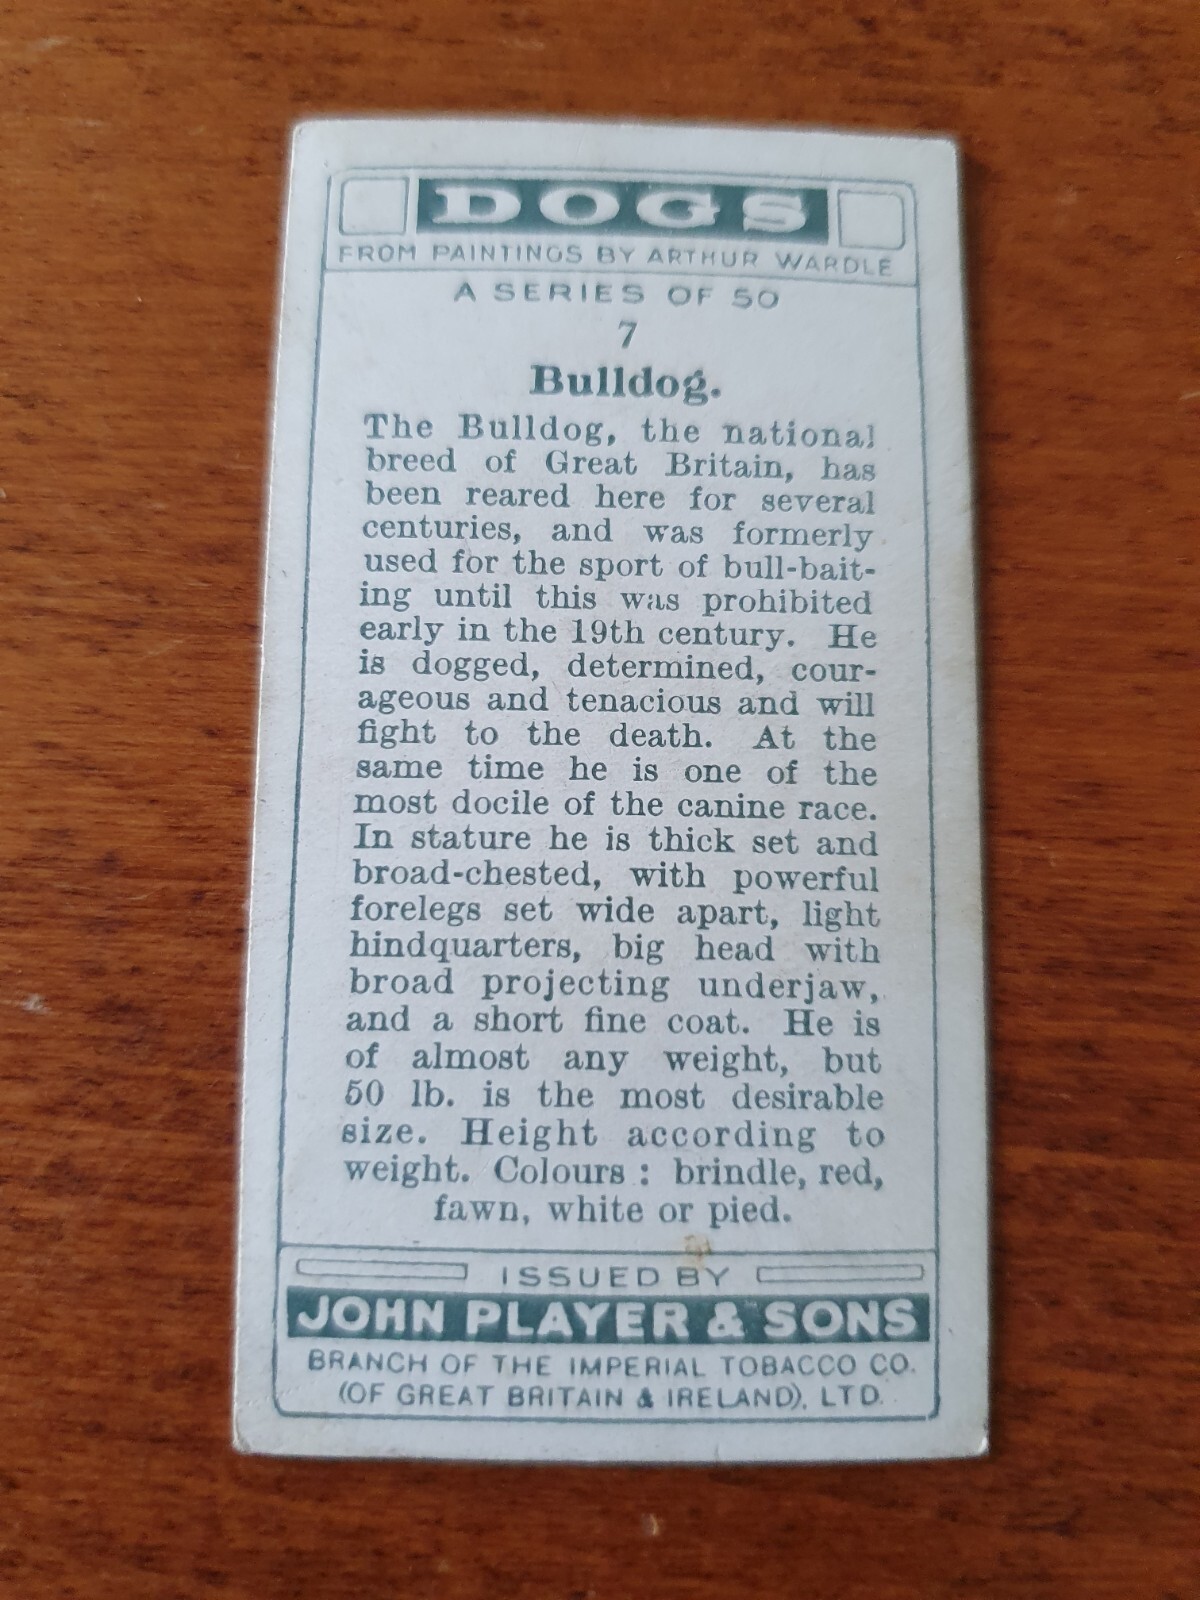 DOGS
FROM PAINTINGS BY ARTHUR WARDLE
A SERIES OF 50
7
Bulldog.
The Bulldog, the national
breed of Great Britain, has
been reared here for several
centuries, and was formerly
used for the sport of bull-bait-
ing until this was prohibited
early in the 19th century. He
is dogged, determined, cour-
ageous and tenacious and will
fight to the death. At the
same time he is one of the
most docile of the canine race.
In stature he is thick set and
broad-chested, with powerful
forelegs set wide apart, light
hindquarters, big head with
broad projecting underjaw,
and a short fine coat. He is
of almost any weight, but
50 lb. is the most desirable
size. Height according to
weight. Colours : brindle, red,
fawn, white or pied.
ISSUED BY
JOHN PLAYER & SONS
BRANCH OF THE IMPERIAL TOBACCO CO.
(OF GREAT BRITAIN & IRELAND), LTD.